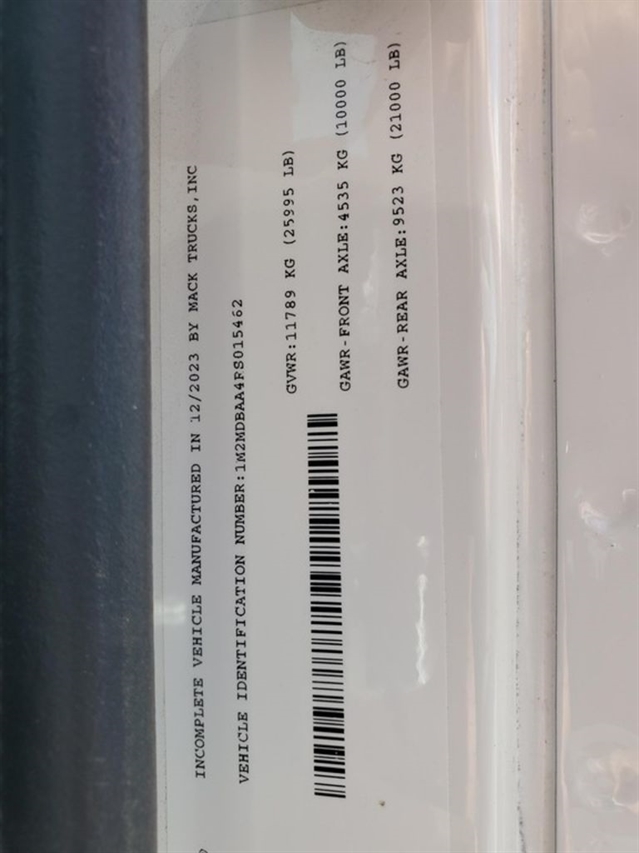 INCOMPLETE VEHICLE MANUFACTURED IN 12/2023 BY MACK TRUCKS,INC
VEHICLE IDENTIFICATION NUMBER:1M2MDBAA4FS015462
GVWR:11789 KG (25995 LB)
GAWR-FRONT AXLE:4535 KG (10000 LB)
GAWR-REAR AXLE:9523 KG (21000 LB)